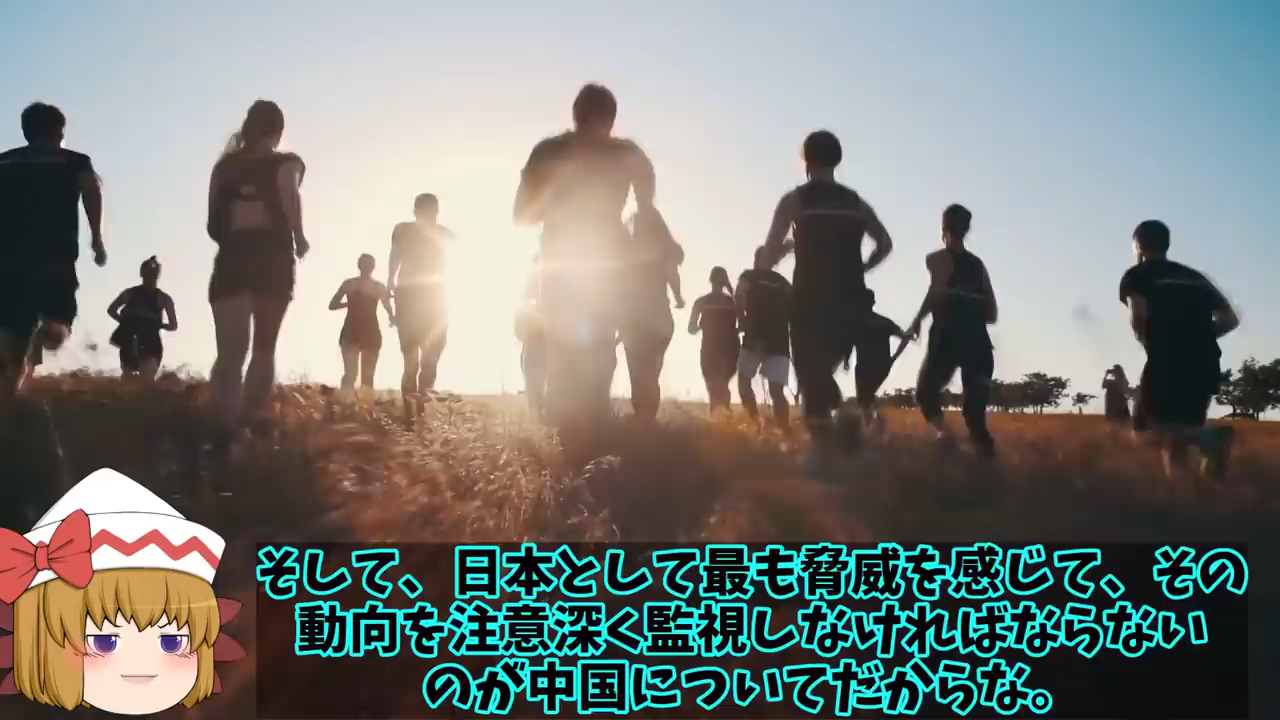 そして、日本として最も脅威を感じて、その
動向を注意深く監視しなければならない
のが中国についてだからな。